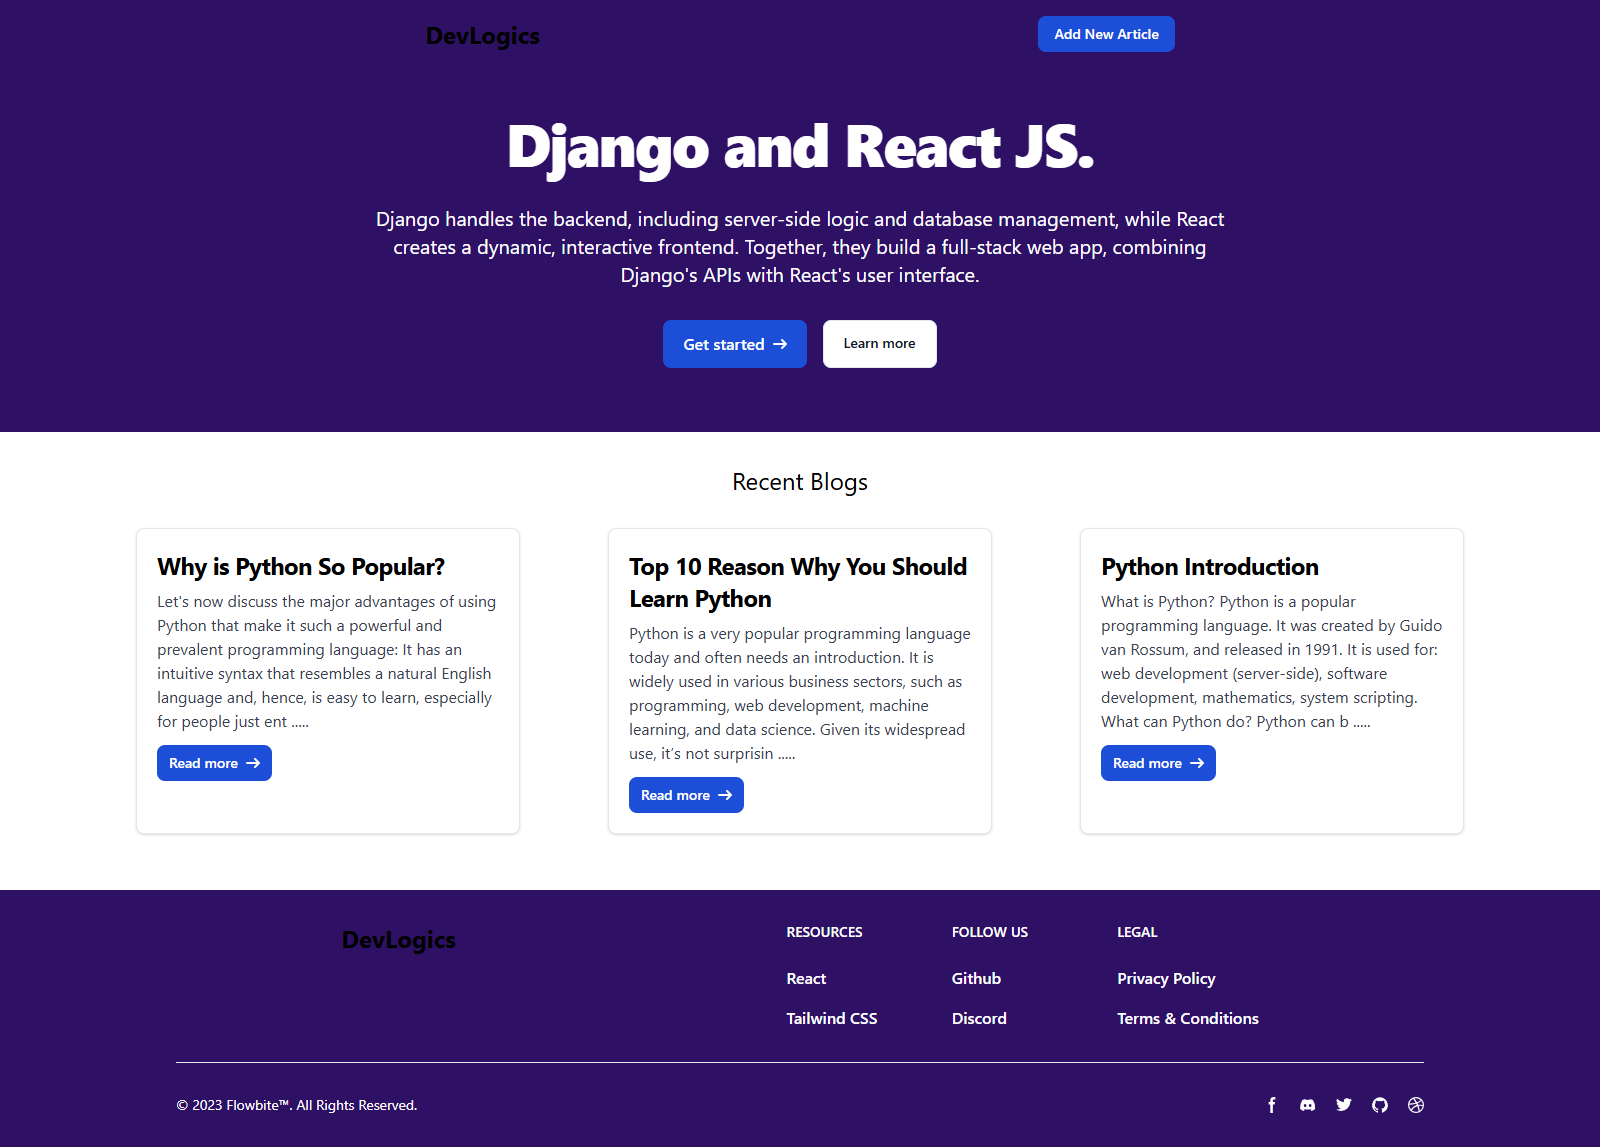 DevLogics
Add New Article
Django and React JS.
Django handles the backend, including server-side logic and database management, while React
creates a dynamic, interactive frontend. Together, they build a full-stack web app, combining
Django's APIs with React's user interface.
Get started
Learn more
Recent Blogs
Why is Python So Popular?
Let's now discuss the major advantages of using
Python that make it such a powerful and
prevalent programming language: It has an
intuitive syntax that resembles a natural English
language and, hence, is easy to learn, especially
for people just ent .....
Read more
Top 10 Reason Why You Should
Learn Python
Python is a very popular programming language
today and often needs an introduction. It is
widely used in various business sectors, such as
programming, web development, machine
learning, and data science. Given its widespread
use, it’s not surprisin .....
Read more
Python Introduction
What is Python? Python is a popular
programming language. It was created by Guido
van Rossum, and released in 1991. It is used for:
web development (server-side), software
development, mathematics, system scripting.
What can Python do? Python can b .....
Read more
DevLogics
RESOURCES
React
Tailwind CSS
FOLLOW US
Github
Discord
LEGAL
Privacy Policy
Terms & Conditions
© 2023 Flowbite™. All Rights Reserved.